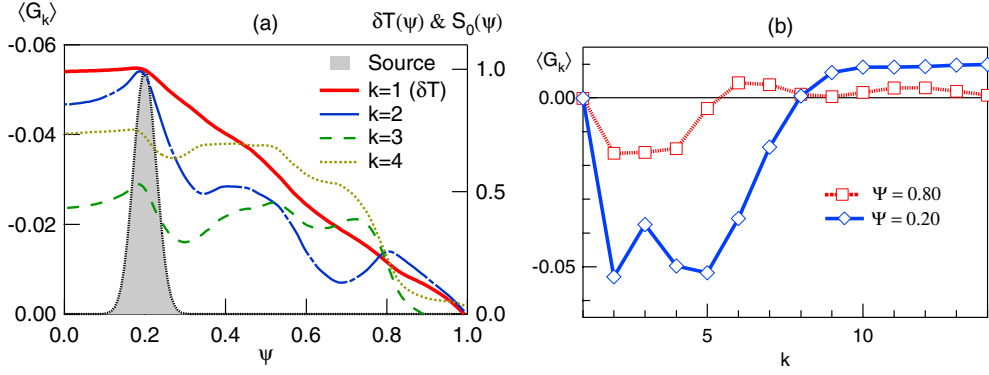 ⟨G_k⟩ (a) δT(ψ) & S_0(ψ)
-0.06
-0.04
-0.02
0.00
1.0
0.5
0.0
Source
k=1 (δT)
k=2
k=3
k=4
0.0 0.2 0.4 0.6 0.8 1.0
ψ
(b)
⟨G_k⟩
0.00
-0.05
Ψ = 0.80
Ψ = 0.20
5 10
k